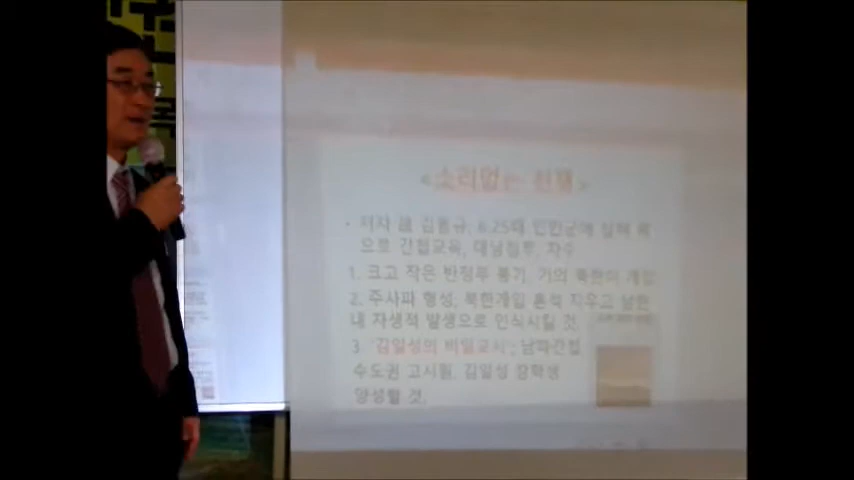 <소리없는 전쟁>
• 저자 故 김용규; 6.25때 인민군에 입대 북
으로 간첩교육, 대남침투, 자수
1. 크고 작은 반정부 폭기 거의 북한이 개입
2. 주사파 형성; 북한개입 흔적 지우고 남한
내 자생적 발생으로 인식시킬 것
3 '김일성의 비밀교시'; 남파간첩
수도권 고시원, 김일성 장학생
양성할 것.